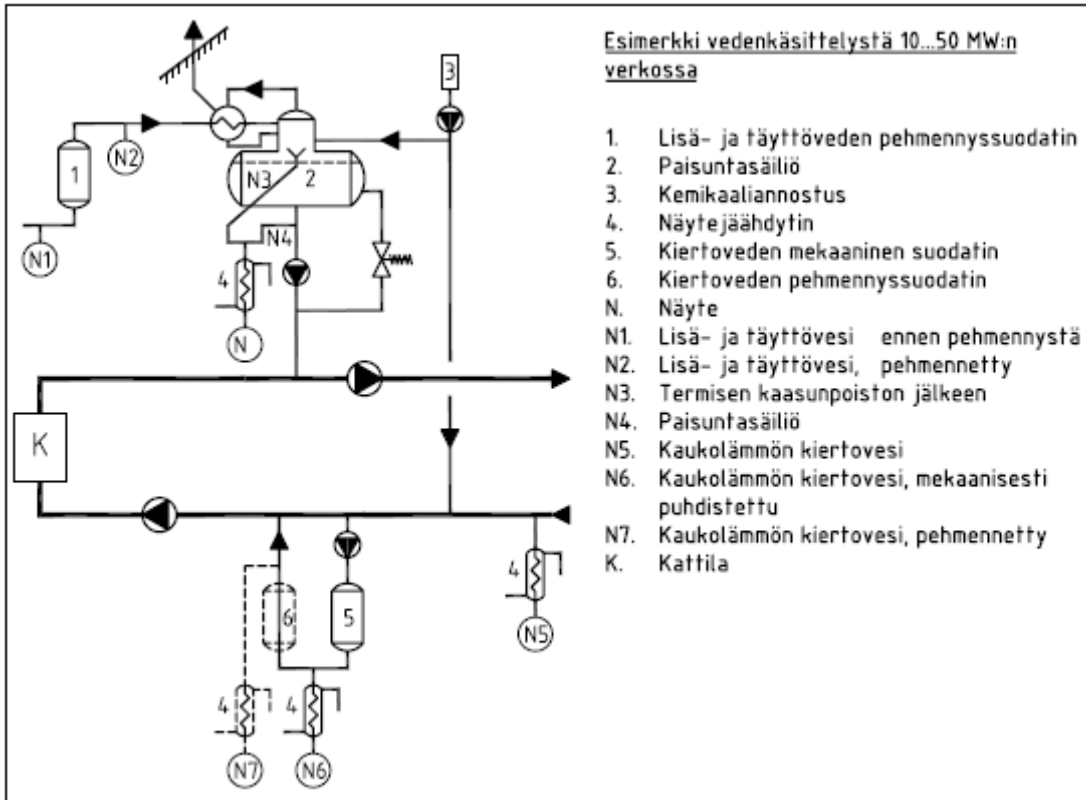 Esimerkki vedenkäsittelystä 10...50 MW:n
verkossa
1. Lisä- ja täyttöveden pehmennyssuodatin
2. Paisuntasäiliö
3. Kemikaaliannostus
4. Näytejäähdytin
5. Kiertoveden mekaaninen suodatin
6. Kiertoveden pehmennyssuodatin
N. Näyte
N1. Lisä- ja täyttövesi ennen pehmennystä
N2. Lisä- ja täyttövesi, pehmennetty
N3. Termisen kaasunpoiston jälkeen
N4. Paisuntasäiliö
N5. Kaukolämmön kiertovesi
N6. Kaukolämmön kiertovesi, mekaanisesti
puhdistettu
N7. Kaukolämmön kiertovesi, pehmennetty
K. Kattila
3
N2
1
N3
2
N1
N4
4
N
K
6
5
4
N5
4
4
N7
N6